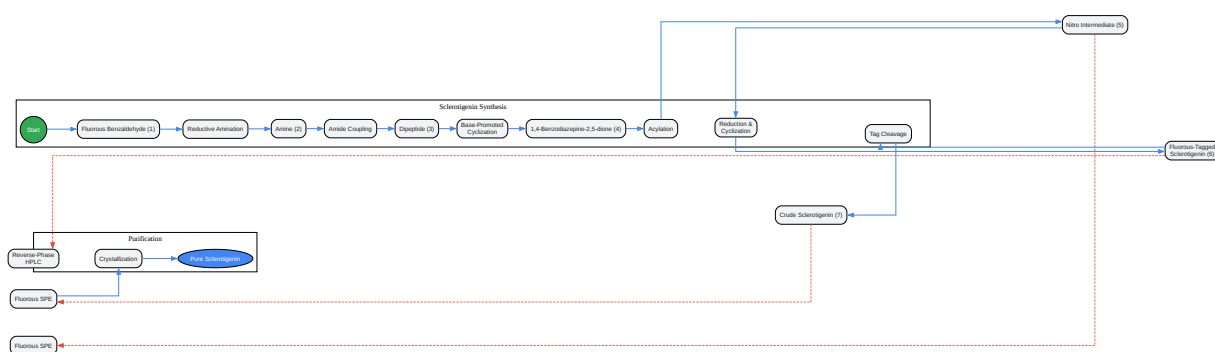 Nitro Intermediate (5)
Sclerotigenin Synthesis
Start
Fluorous Benzaldehyde (1)
Reductive Amination
Amine (2)
Amide Coupling
Dipeptide (3)
Base-Promoted
Cyclization
1,4-Benzodiazepine-2,5-dione (4)
Acylation
Reduction &
Cyclization
Tag Cleavage
Fluorous-Tagged
Sclerotigenin (6)
Crude Sclerotigenin (7)
Purification
Reverse-Phase
HPLC
Crystallization
Pure Sclerotigenin
Fluorous SPE
Fluorous SPE